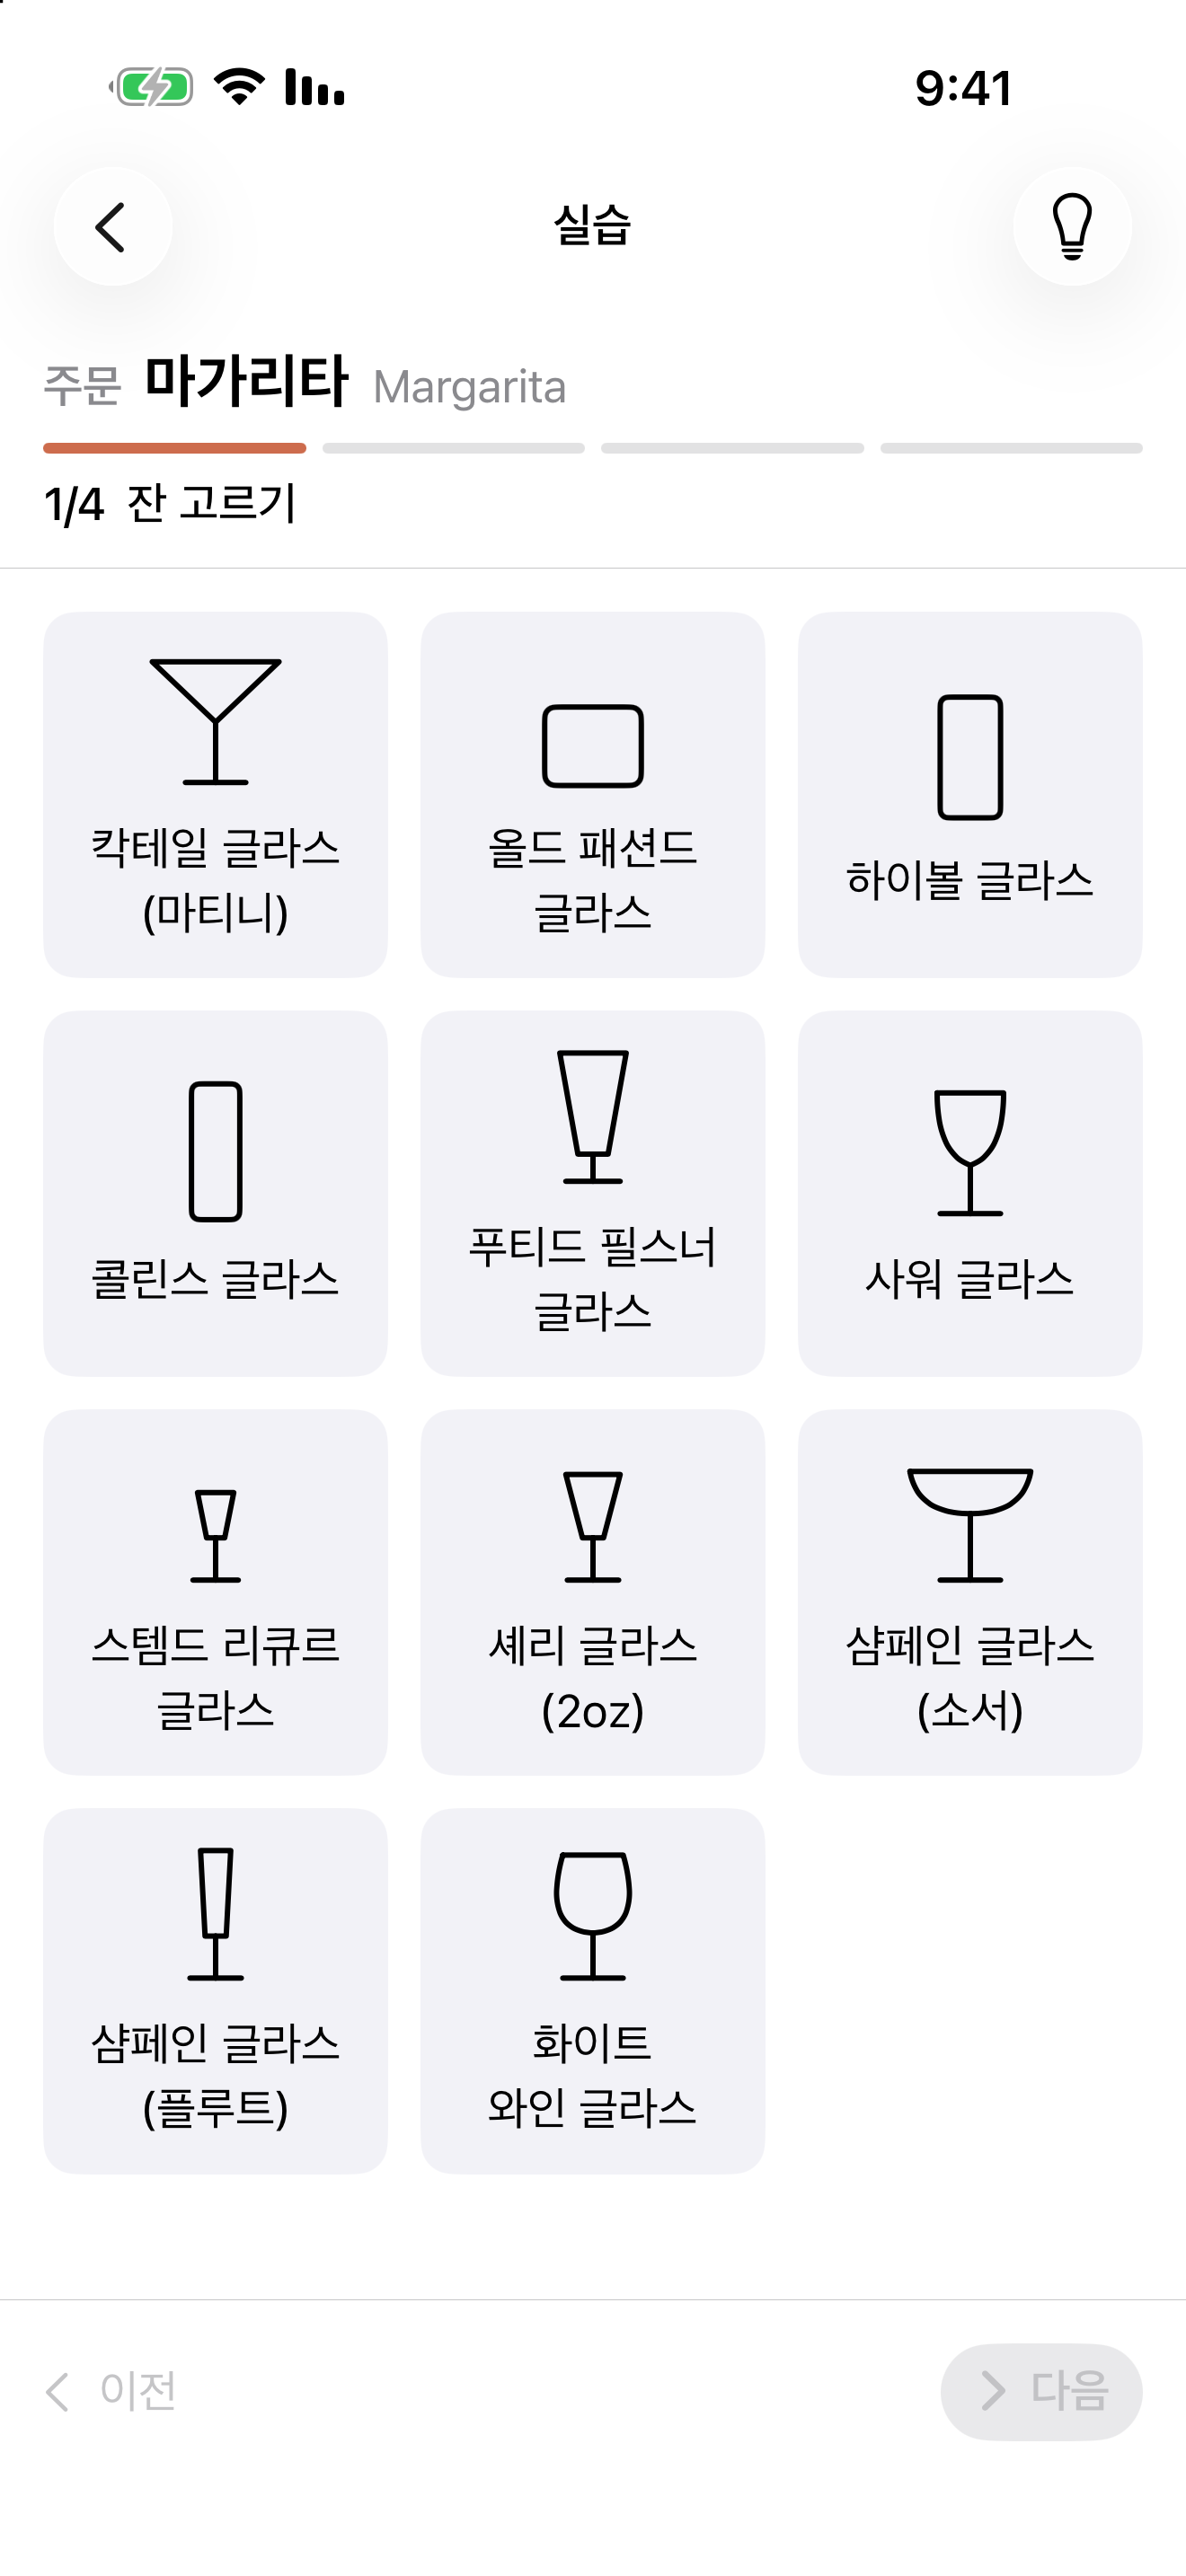 9:41
실습
주문 마가리타 Margarita
1/4 잔 고르기
칵테일 글라스
(마티니)
올드 패션드
글라스
하이볼 글라스
콜린스 글라스
푸티드 필스너
글라스
사워 글라스
스템드 리큐르
글라스
셰리 글라스
(2oz)
샴페인 글라스
(소서)
샴페인 글라스
(플루트)
화이트
와인 글라스
이전
다음